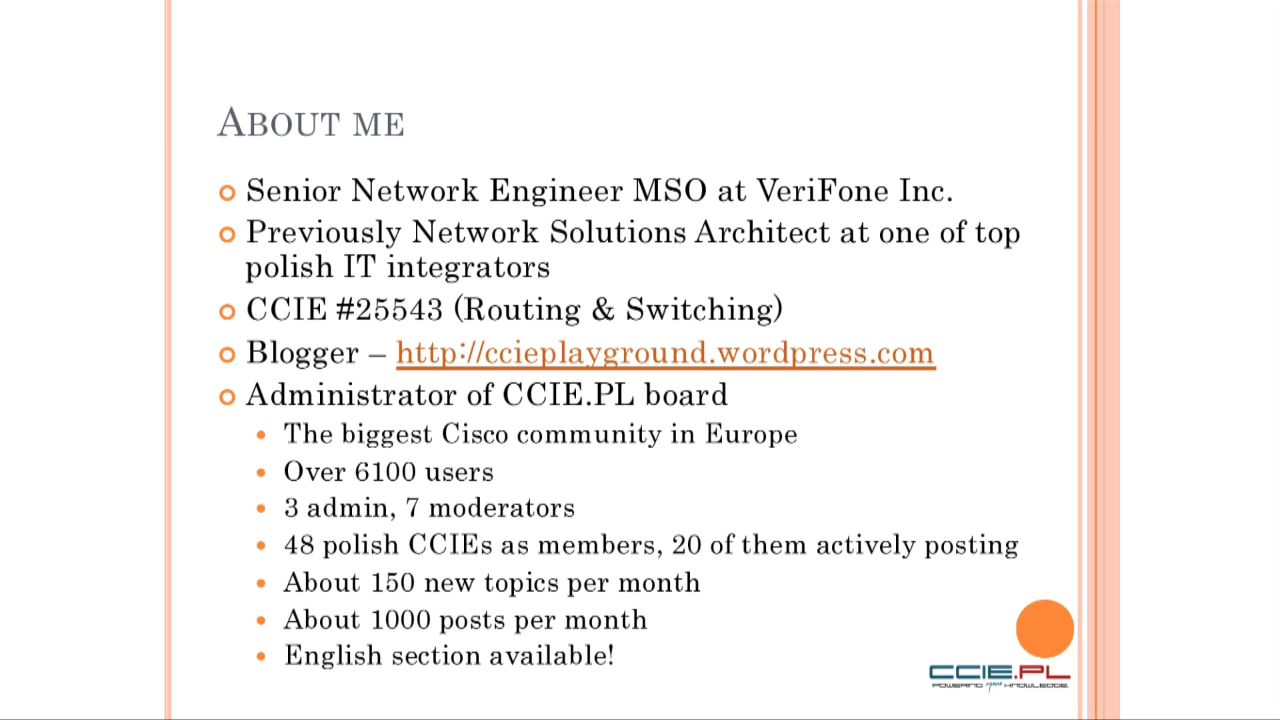 ABOUT ME
Senior Network Engineer MSO at VeriFone Inc.
Previously Network Solutions Architect at one of top
polish IT integrators
CCIE #25543 (Routing & Switching)
Blogger – http://ccieplayground.wordpress.com
Administrator of CCIE.PL board
The biggest Cisco community in Europe
Over 6100 users
3 admin, 7 moderators
48 polish CCIEs as members, 20 of them actively posting
About 150 new topics per month
About 1000 posts per month
English section available!
CCIE.PL
POWERING your KNOWLEDGE